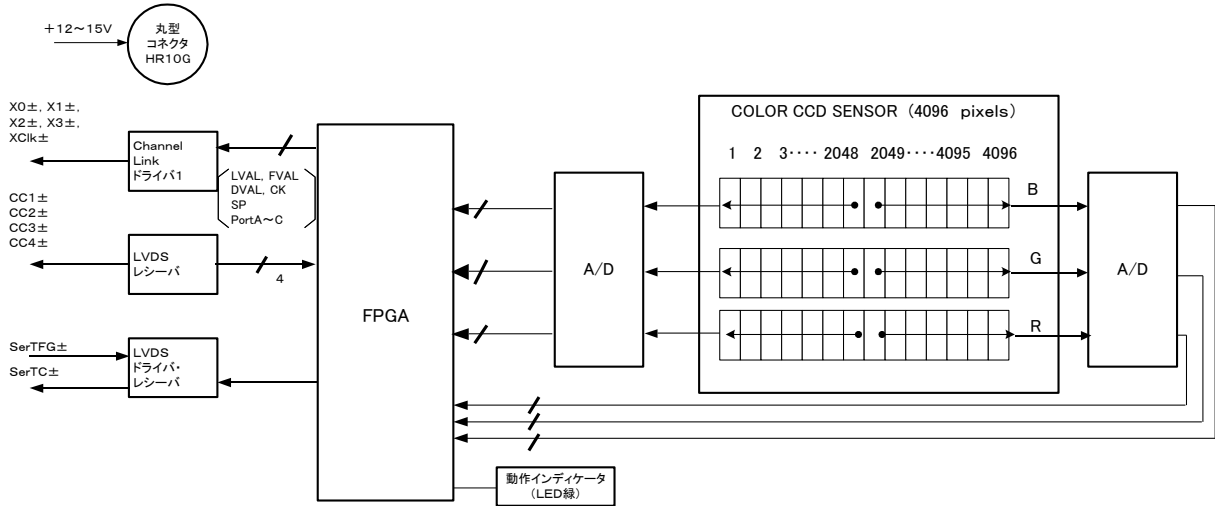 +12～15V
丸型
コネクタ
HR10G
X0±, X1±,
X2±, X3±,
XClk±
Channel
Link
ドライバ1
LVAL, FVAL
DVAL, CK
SP
PortA～C
CC1±
CC2±
CC3±
CC4±
LVDS
レシーバ
4
SerTFG±
SerTC±
LVDS
ドライバ・
レシーバ
FPGA
A/D
COLOR CCD SENSOR (4096 pixels)
1 2 3････ 2048 2049････4095 4096
B
G
R
A/D
動作インディケータ
(LED緑)